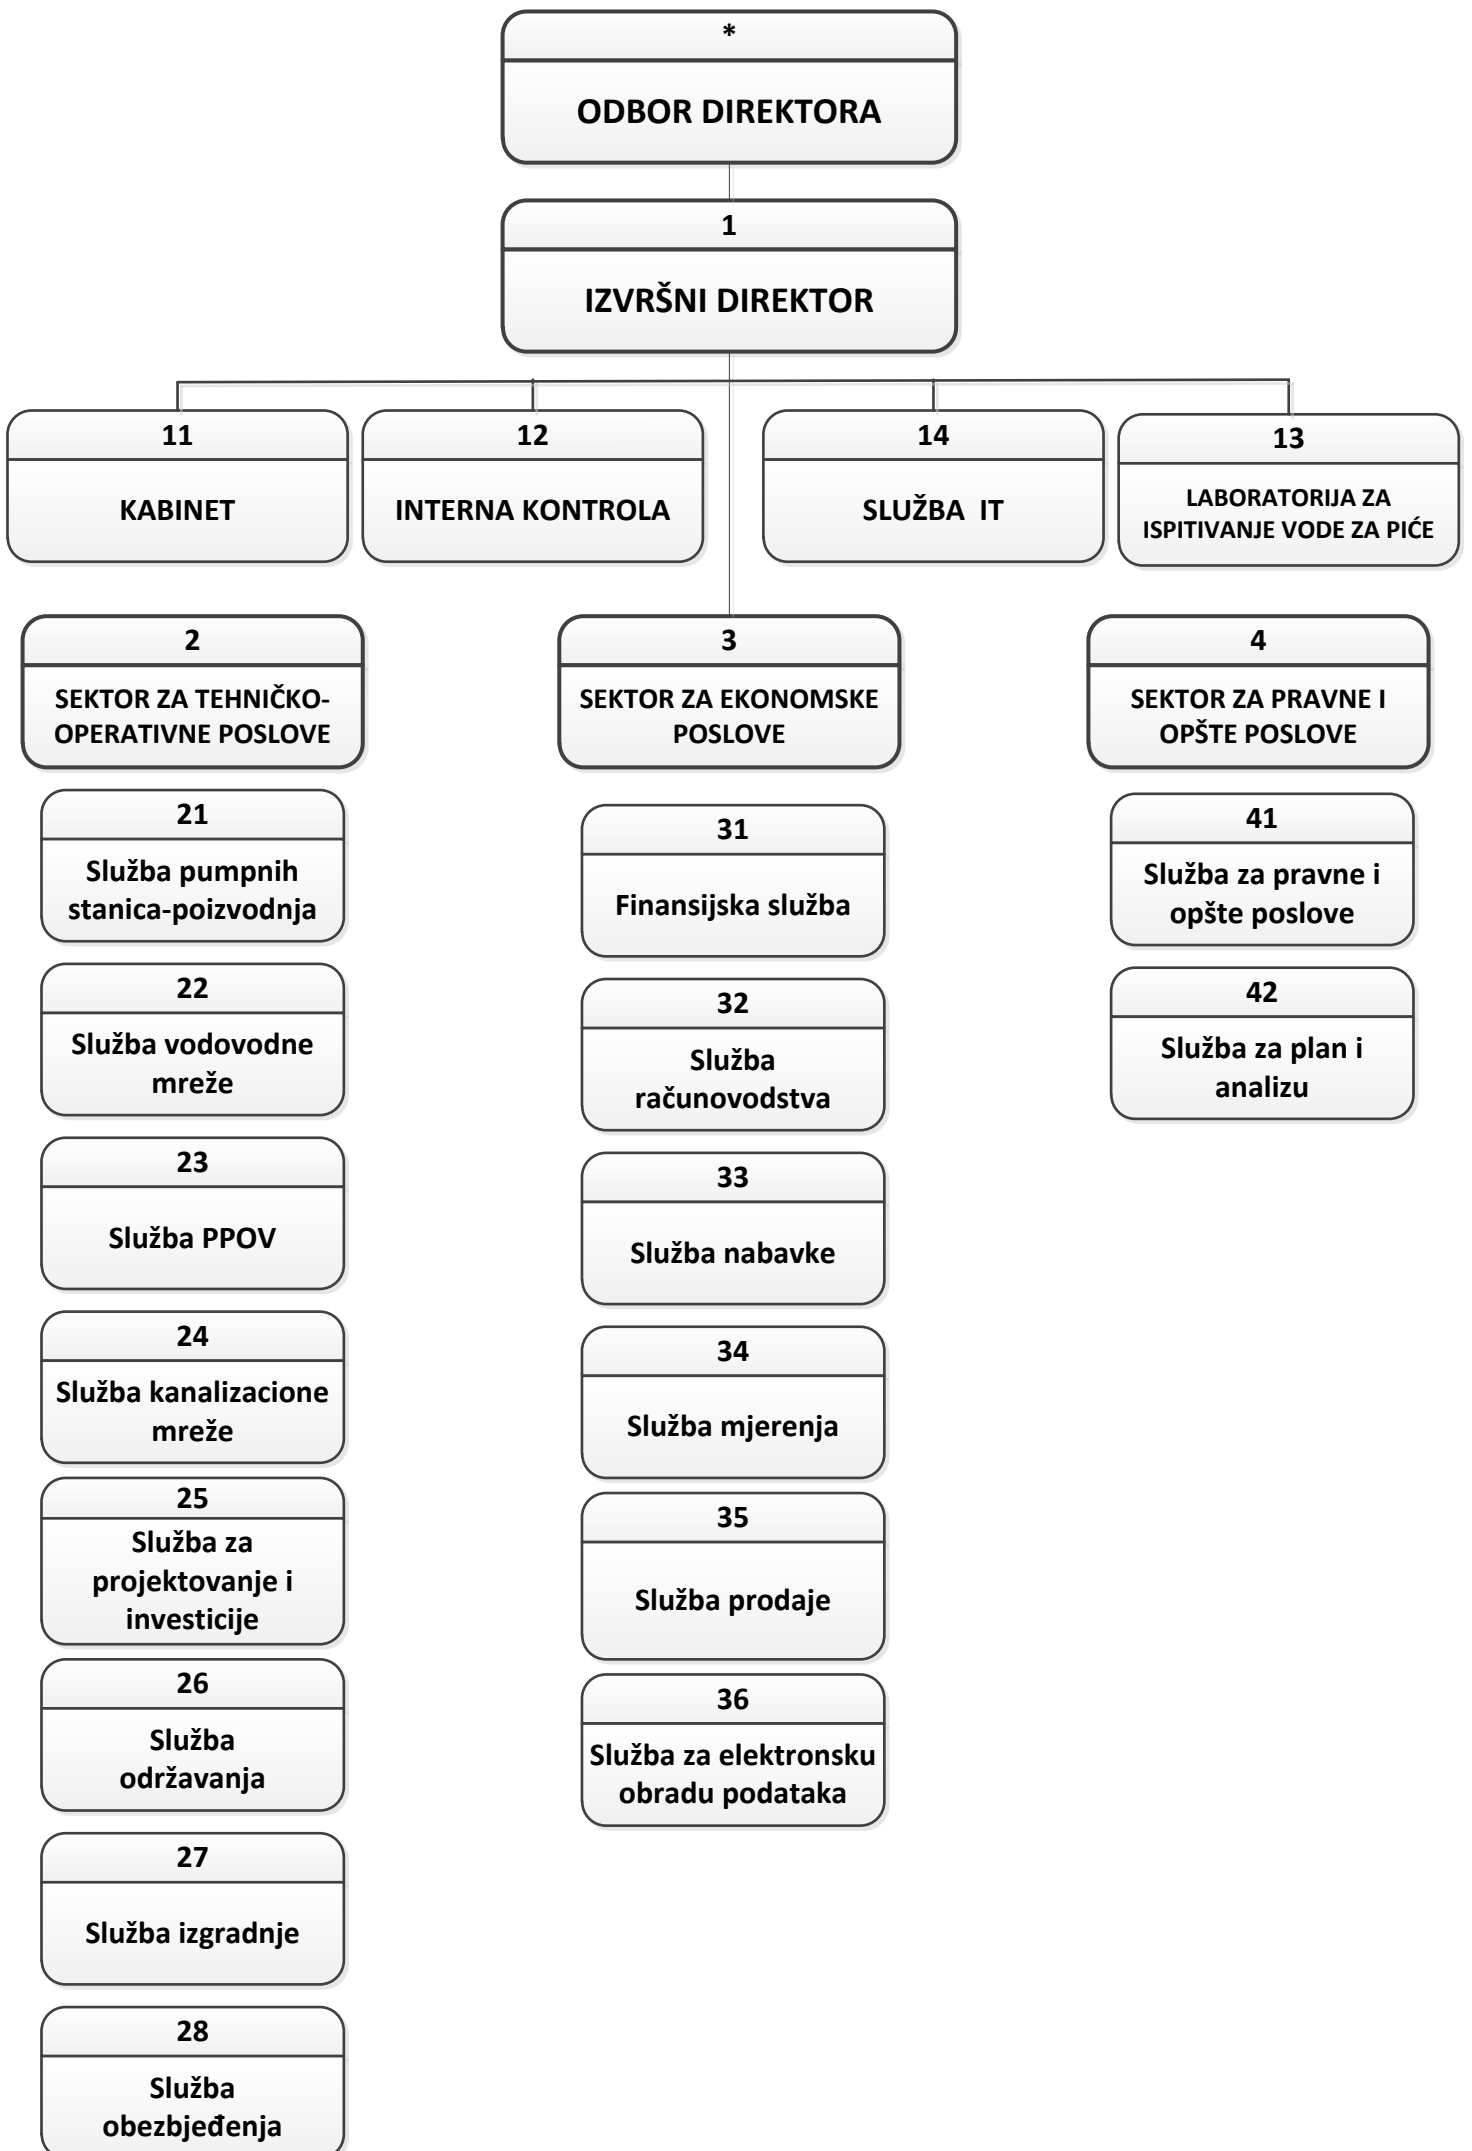 *
ODBOR DIREKTORA
1
IZVRŠNI DIREKTOR
11
KABINET
12
INTERNA KONTROLA
14
SLUŽBA  IT
13
LABORATORIJA ZA
ISPITIVANJE VODE ZA PIĆE
2
SEKTOR ZA TEHNIČKO-
OPERATIVNE POSLOVE
21
Služba pumpnih
stanica-poizvodnja
22
Služba vodovodne
mreže
23
Služba PPOV
24
Služba kanalizacione
mreže
25
Služba za
projektovanje i
investicije
26
Služba
održavanja
27
Služba izgradnje
28
Služba
obezbjeđenja
3
SEKTOR ZA EKONOMSKE
POSLOVE
31
Finansijska služba
32
Služba
računovodstva
33
Služba nabavke
34
Služba mjerenja
35
Služba prodaje
36
Služba za elektronsku
obradu podataka
4
SEKTOR ZA PRAVNE I
OPŠTE POSLOVE
41
Služba za pravne i
opšte poslove
42
Služba za plan i
analizu